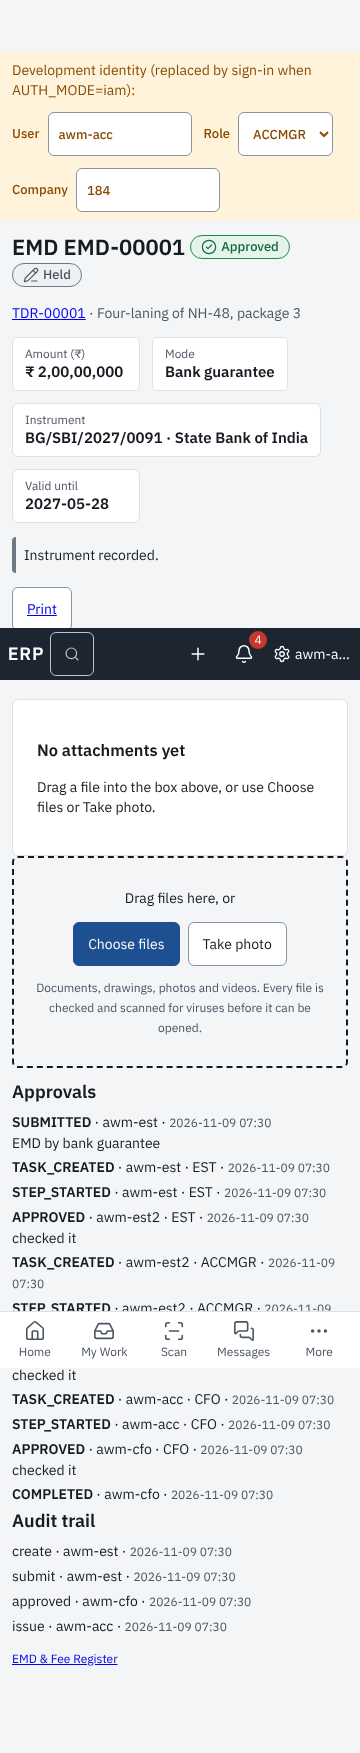 Development identity (replaced by sign-in when
AUTH_MODE=iam):
User awm-acc Role ACCMGR
Company 184
EMD EMD-00001 Approved
Held
TDR-00001 · Four-laning of NH-48, package 3
Amount (₹) Mode
₹ 2,00,00,000 Bank guarantee
Instrument
BG/SBI/2027/0091 · State Bank of India
Valid until
2027-05-28
Instrument recorded.
Print
ERP 4 awm-a...
No attachments yet
Drag a file into the box above, or use Choose
files or Take photo.
Drag files here, or
Choose files Take photo
Documents, drawings, photos and videos. Every file is
checked and scanned for viruses before it can be
opened.
Approvals
SUBMITTED · awm-est · 2026-11-09 07:30
EMD by bank guarantee
TASK_CREATED · awm-est · EST · 2026-11-09 07:30
STEP_STARTED · awm-est · EST · 2026-11-09 07:30
APPROVED · awm-est2 · EST · 2026-11-09 07:30
checked it
TASK_CREATED · awm-est2 · ACCMGR · 2026-11-09
07:30
STEP_STARTED · awm-est2 · ACCMGR · 2026-11-09
Home My Work Scan Messages More
checked it
TASK_CREATED · awm-acc · CFO · 2026-11-09 07:30
STEP_STARTED · awm-acc · CFO · 2026-11-09 07:30
APPROVED · awm-cfo · CFO · 2026-11-09 07:30
checked it
COMPLETED · awm-cfo · 2026-11-09 07:30
Audit trail
create · awm-est · 2026-11-09 07:30
submit · awm-est · 2026-11-09 07:30
approved · awm-cfo · 2026-11-09 07:30
issue · awm-acc · 2026-11-09 07:30
EMD & Fee Register